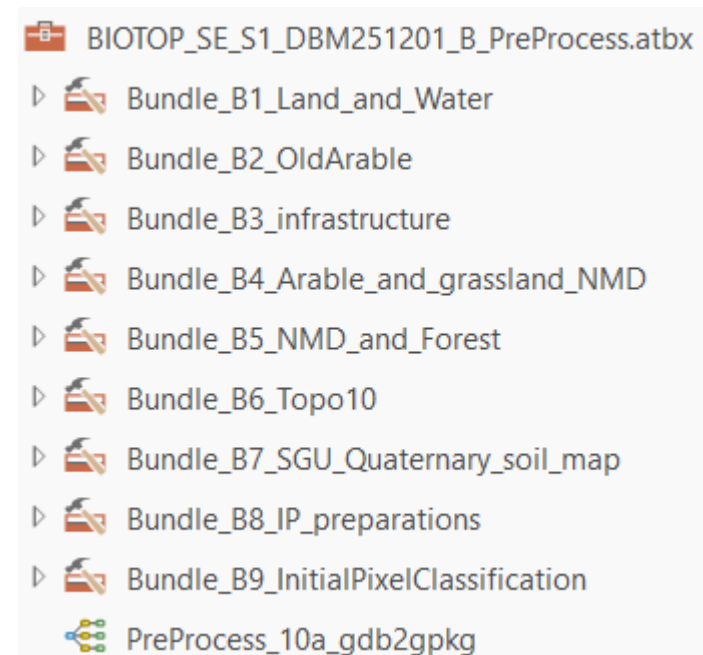 BIOTOP_SE_S1_DBM251201_B_PreProcess.atbx
Bundle_B1_Land_and_Water
Bundle_B2_OldArable
Bundle_B3_infrastructure
Bundle_B4_Arable_and_grassland_NMD
Bundle_B5_NMD_and_Forest
Bundle_B6_Topo10
Bundle_B7_SGU_Quaternary_soil_map
Bundle_B8_IP_preparations
Bundle_B9_InitialPixelClassification
PreProcess_10a_gdb2gpkg